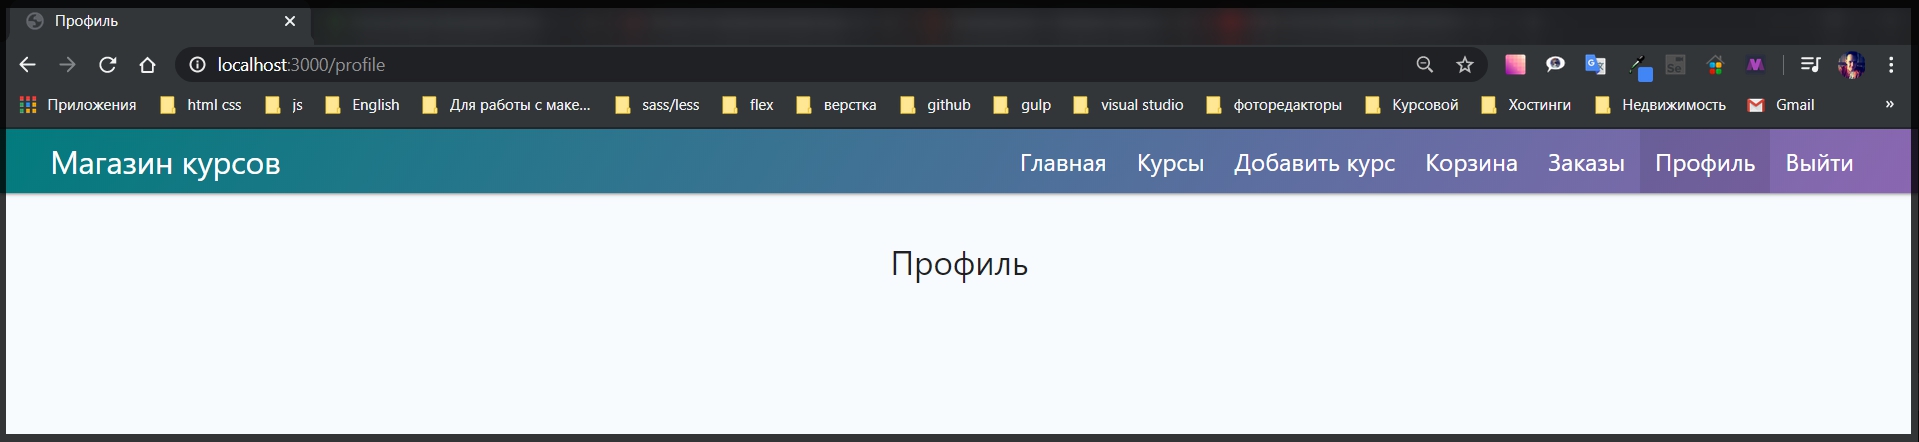 Профиль
localhost:3000/profile
Se
Приложения html css js English Для работы с маке... sass/less flex верстка github gulp visual studio фоторедакторы Курсовой Хостинги Недвижимость Gmail »
Магазин курсов Главная Курсы Добавить курс Корзина Заказы Профиль Выйти
Профиль